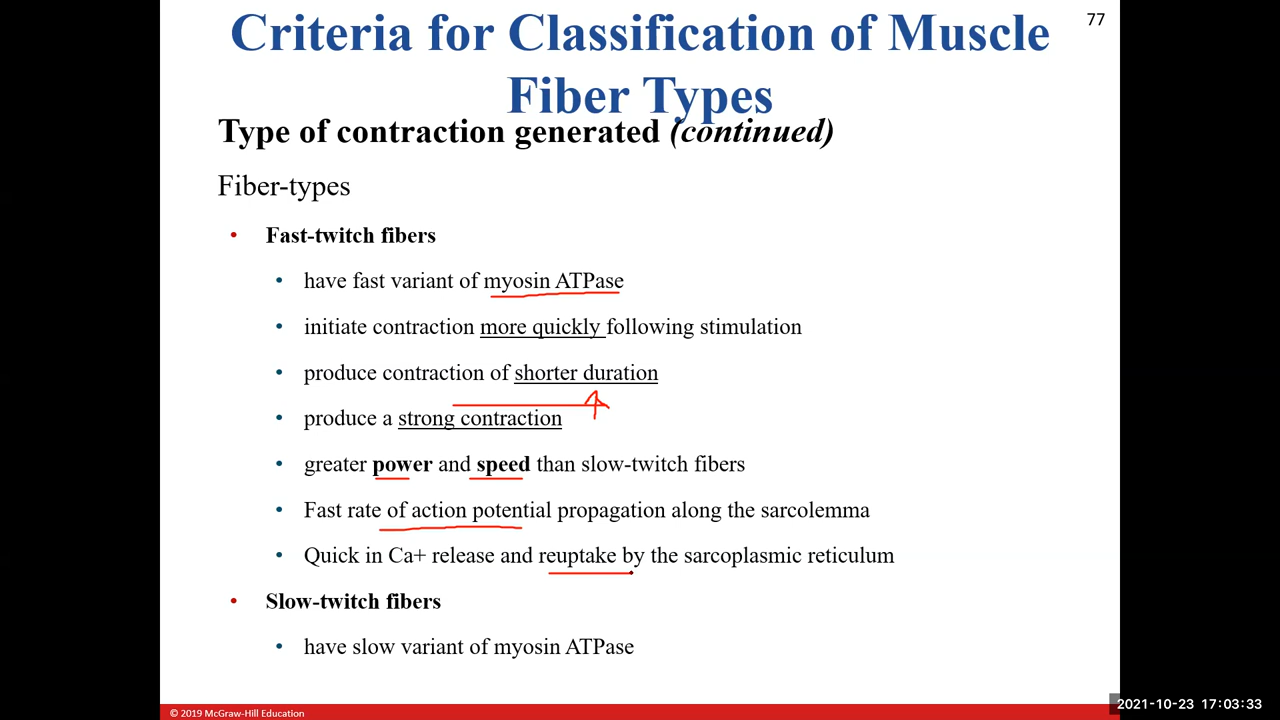 Criteria for Classification of Muscle
77
Fiber Types
Type of contraction generated (continued)
Fiber-types
• Fast-twitch fibers
• have fast variant of myosin ATPase
• initiate contraction more quickly following stimulation
• produce contraction of shorter duration
• produce a strong contraction
• greater power and speed than slow-twitch fibers
• Fast rate of action potential propagation along the sarcolemma
• Quick in Ca+ release and reuptake by the sarcoplasmic reticulum
• Slow-twitch fibers
• have slow variant of myosin ATPase
© 2019 McGraw-Hill Education
2021-10-23 17:03:33